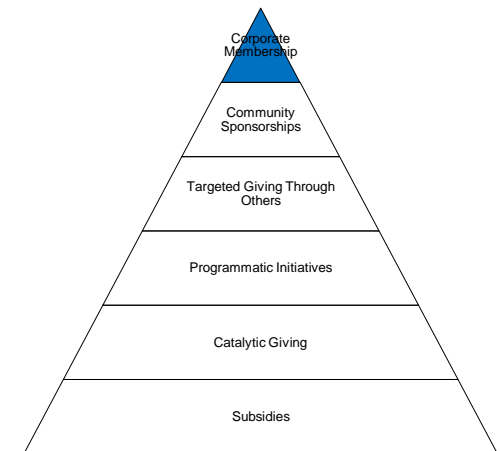 Corporate
Membership
Community
Sponsorships
Targeted Giving Through
Others
Programmatic Initiatives
Catalytic Giving
Subsidies